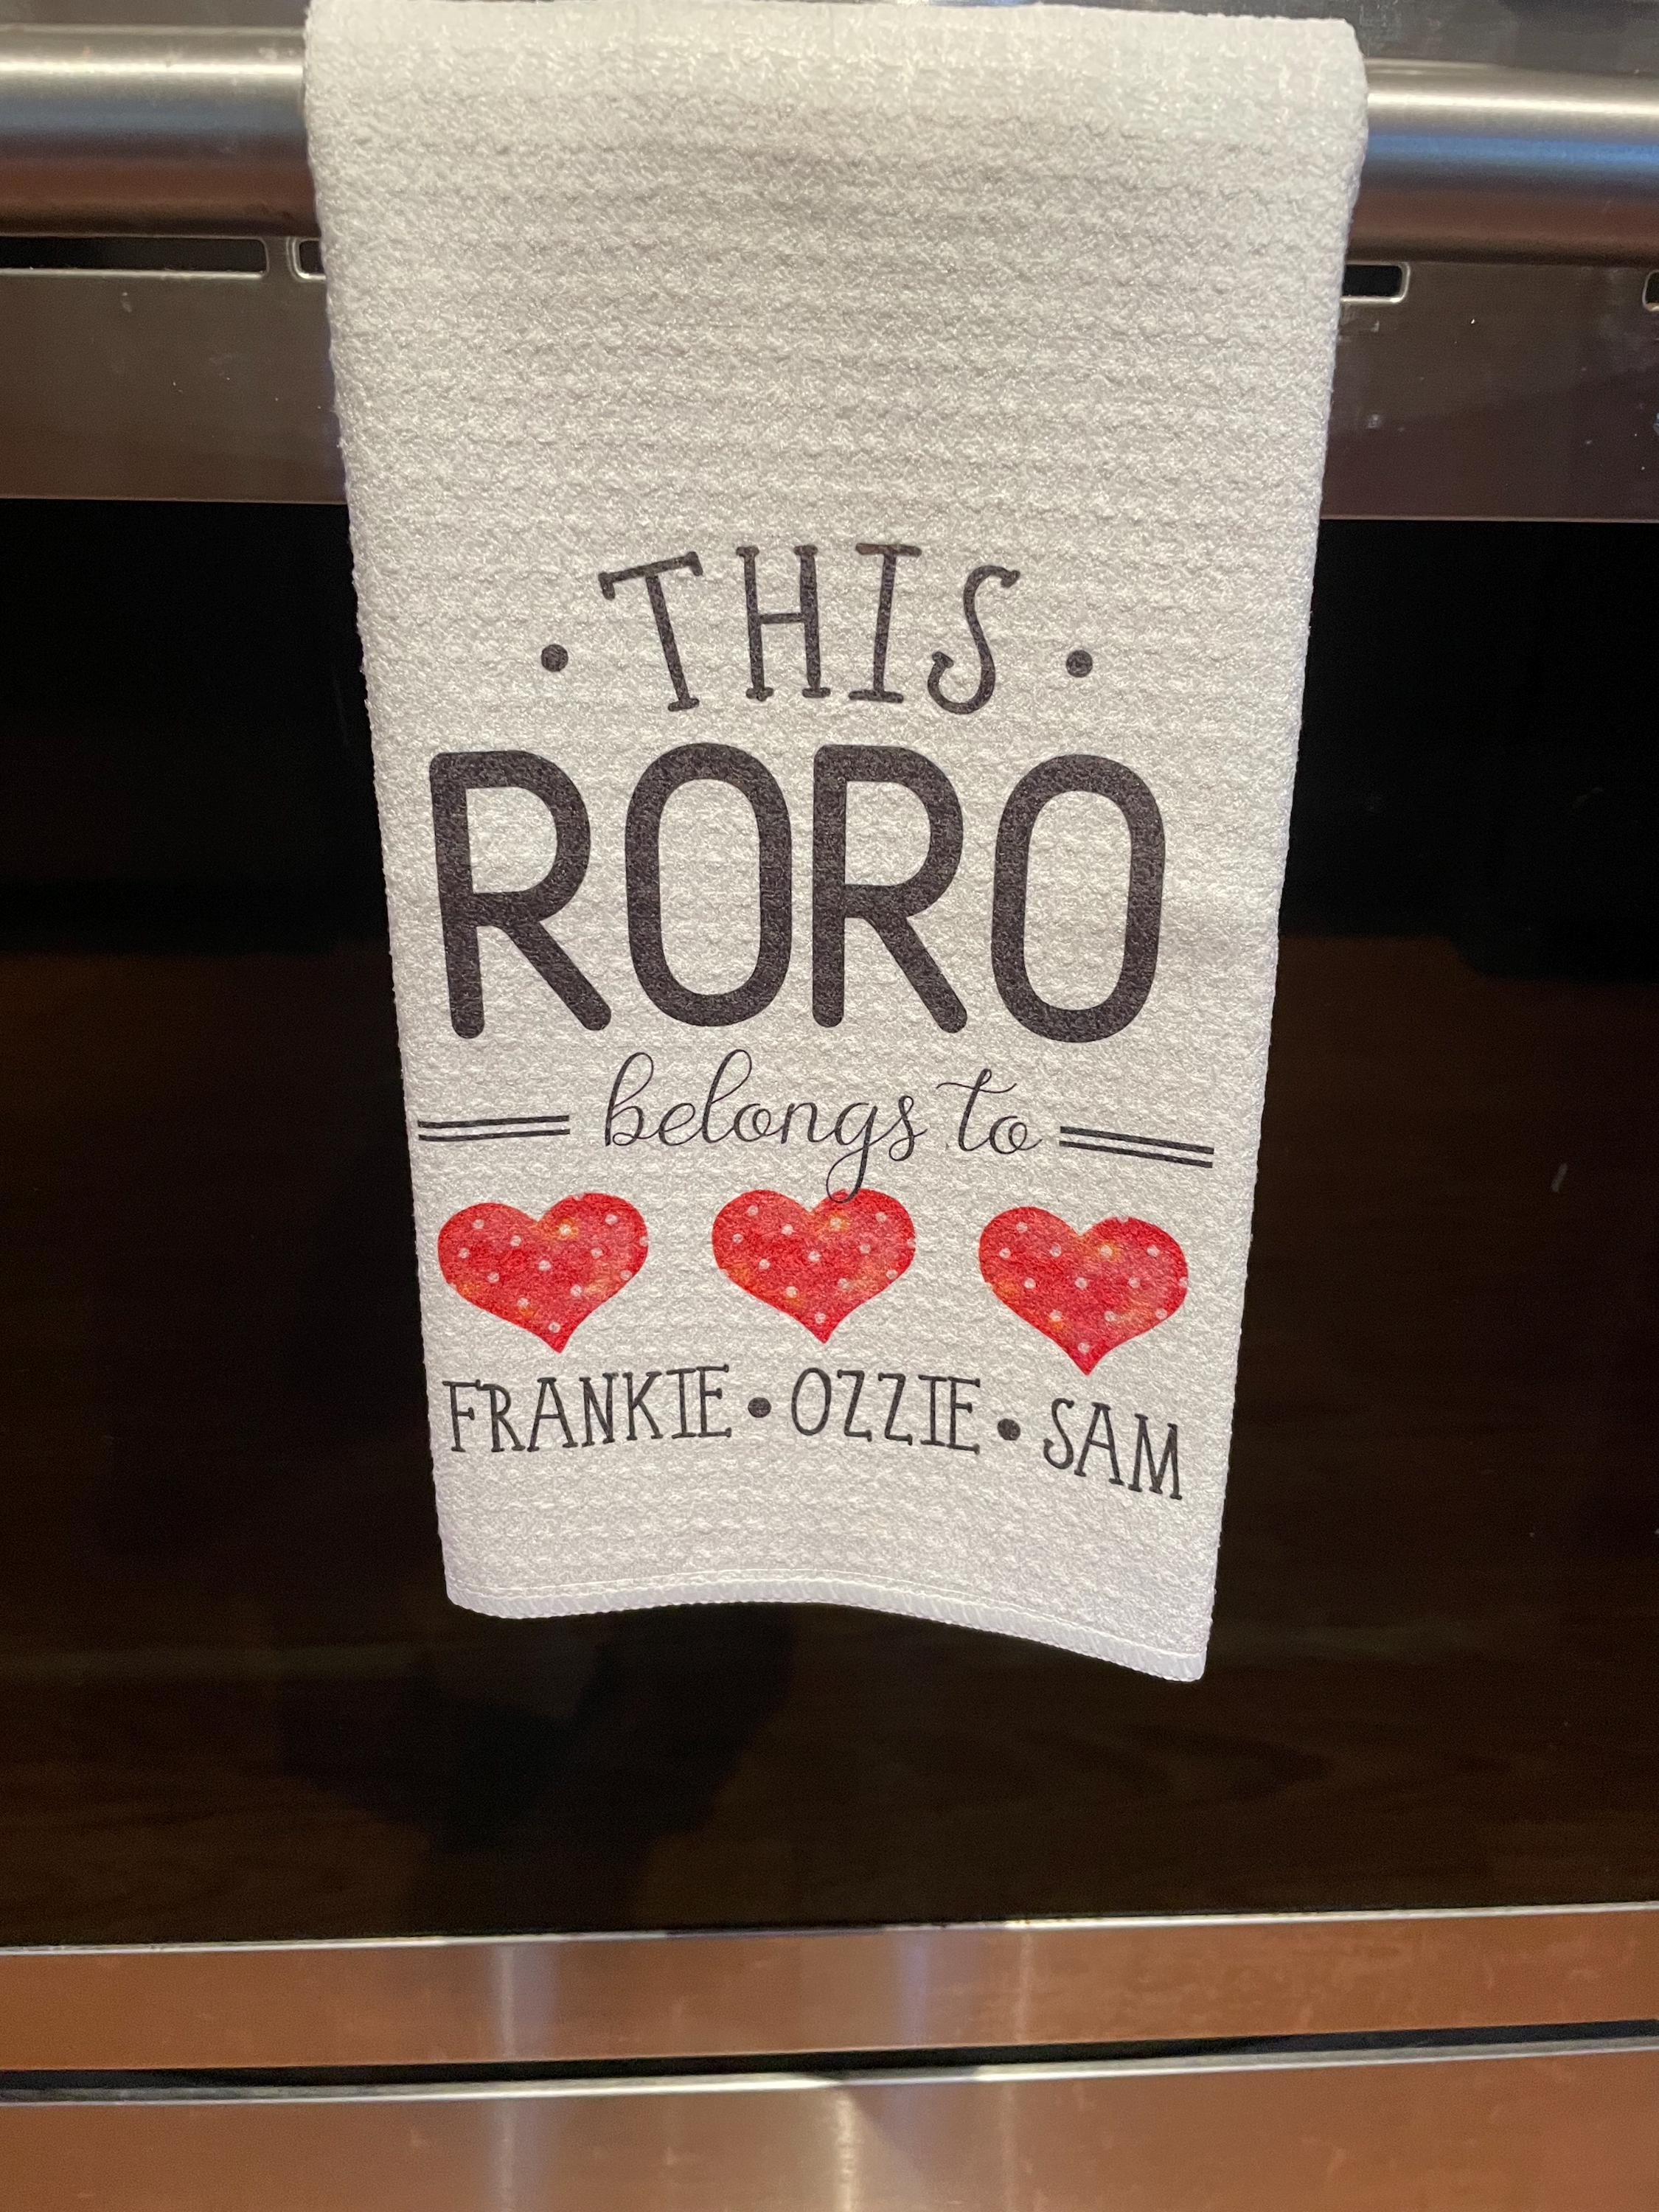 • THIS •
RORO
belongs to
FRANKIE • OZZIE • SAM